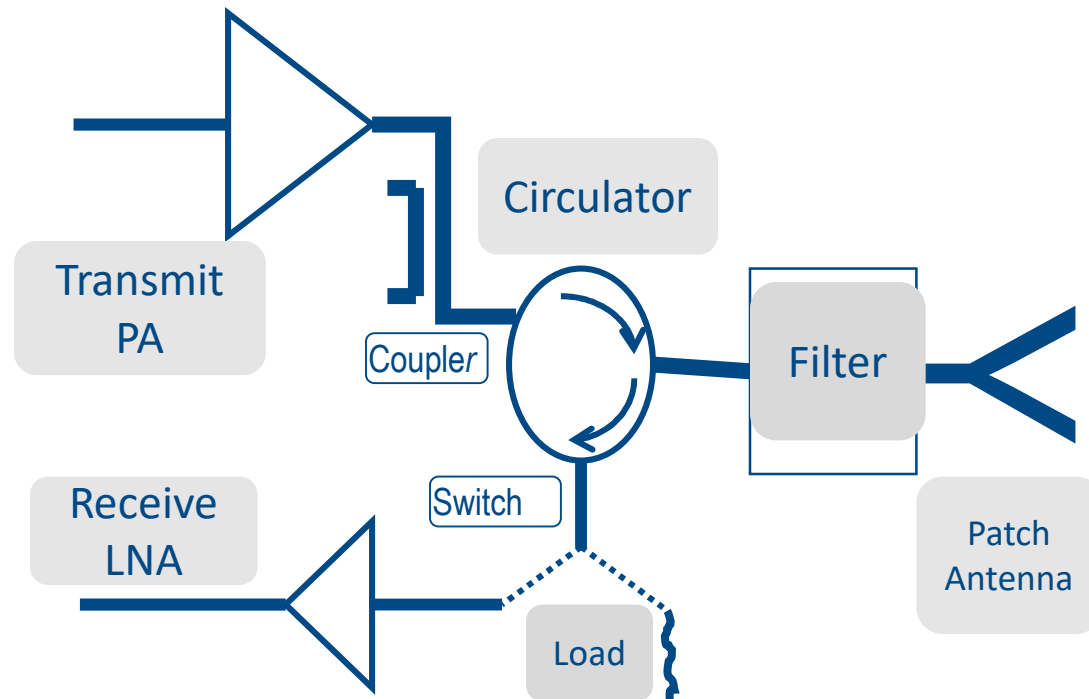 Circulator
Transmit
PA
Coupler
Filter
Switch
Receive
LNA
Patch
Antenna
Load